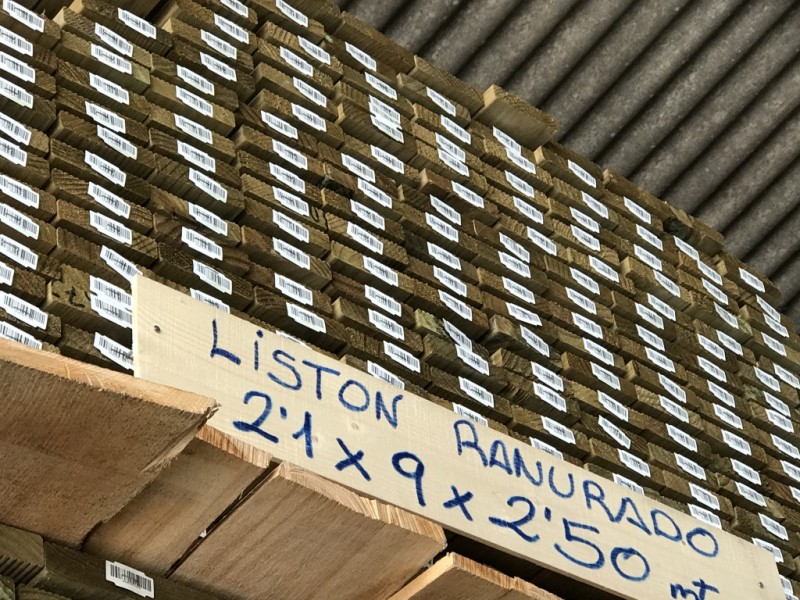 LiSTON RANURADO
2'1 x 9 x 2'50 mt